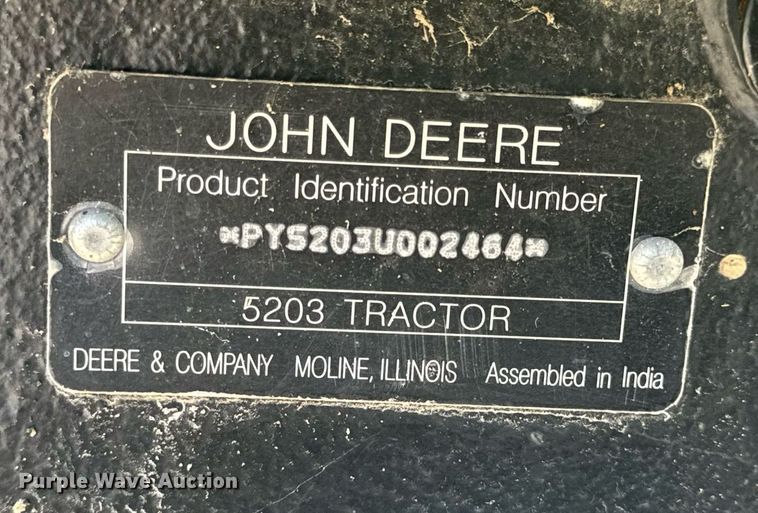 JOHN DEERE
Product Identification Number
*PY5203U002464*
5203 TRACTOR
DEERE & COMPANY MOLINE, ILLINOIS Assembled in India
Purple Wave Auction